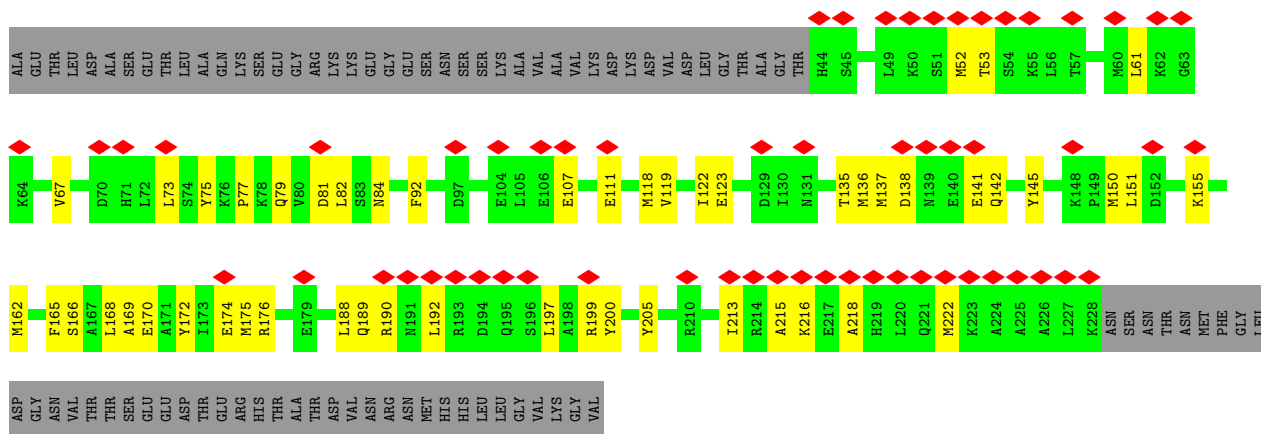 ALA GLU THR LEU ASP ALA SER GLU THR LEU ALA GLN LYS SER GLU GLY ARG LYS LYS GLU GLY GLU SER ASN SER SER LYS ALA VAL ALA VAL LYS ASP LYS ASP VAL ASP LEU GLY THR ALA GLY THR H44 S45 L49 K50 S51 M52 T53 S54 K55 L56 T57 M60 L61 K62 G63
K64 V67 D70 H71 L72 L73 S74 Y75 K76 P77 K78 Q79 V80 D81 L82 S83 N84 F92 D97 E104 L105 E106 E107 E111 M118 V119 I122 E123 D129 I130 N131 T135 M136 M137 D138 N139 E140 E141 Q142 Y145 K148 P149 M150 L151 D152 K155
M162 F165 S166 A167 L168 A169 E170 A171 Y172 I173 E174 M175 R176 E179 L188 Q189 R190 N191 L192 R193 D194 Q195 S196 L197 A198 R199 Y200 Y205 R210 I213 R214 A215 K216 E217 A218 H219 L220 Q221 M222 K223 A224 A225 A226 L227 K228 ASN SER ASN THR ASN MET PHE GLY LEU
ASP GLY ASN VAL THR THR SER GLU GLU ASP THR GLU ARG HIS THR ALA THR ASP VAL ASN ARG ASN MET HIS HIS LEU LEU GLY VAL LYS GLY VAL